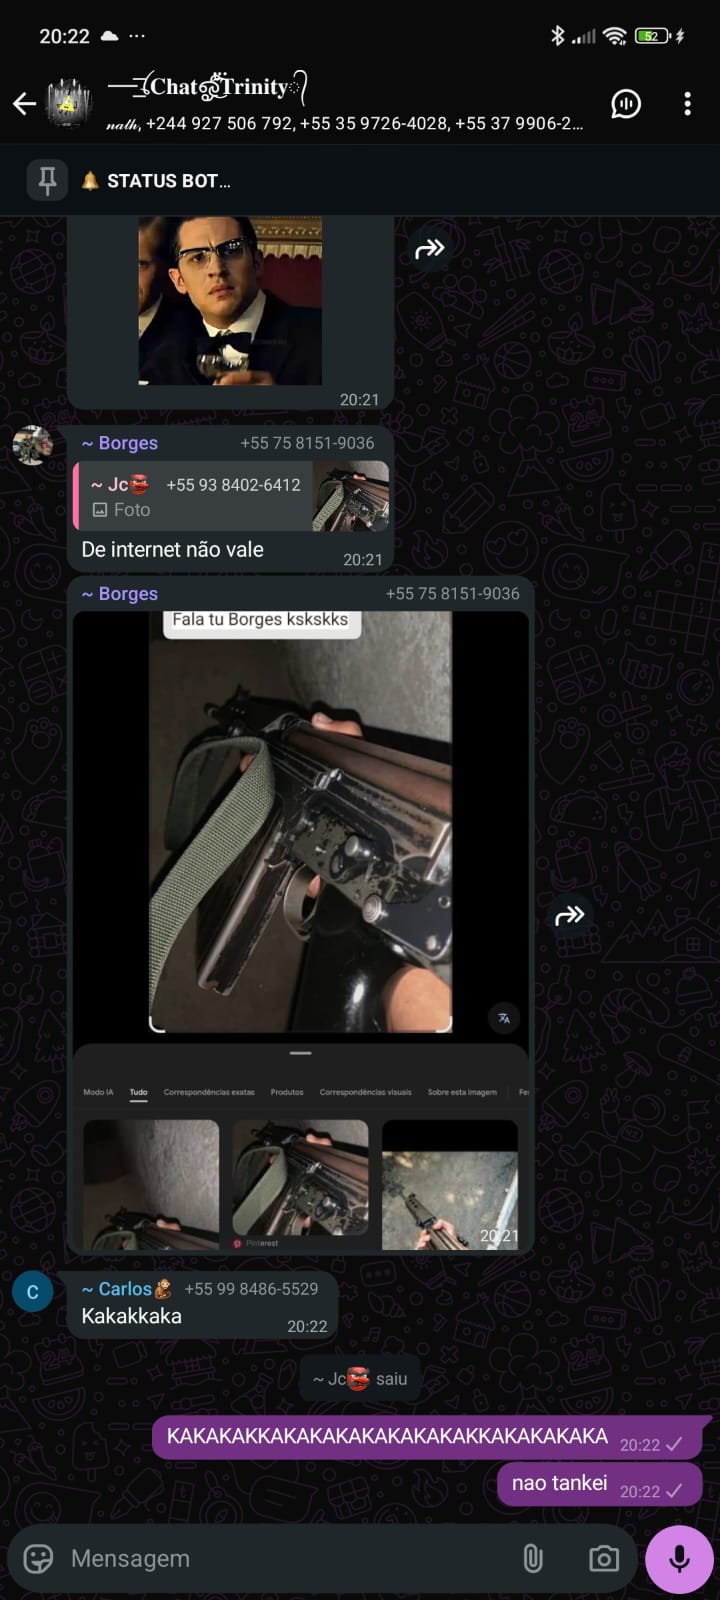 20:22
52
Chat Trinity
nath, +244 927 506 792, +55 35 9726-4028, +55 37 9906-2...
🔔 STATUS BOT...
20:21
~ Borges +55 75 8151-9036
~ Jc👺 +55 93 8402-6412
Foto
De internet não vale
20:21
~ Borges +55 75 8151-9036
Fala tu Borges ksksks
Modo IA Tudo Correspondências exatas Produtos Correspondências visuais Sobre esta imagem
Pinterest
20:21
C
~ Carlos🐒 +55 99 8486-5529
Kakakkaka
20:22
~ Jc👺 saiu
KAKAKAKKAKAKAKAKAKAKAKAKKAKAKAKAKA 20:22
nao tankei 20:22
Mensagem